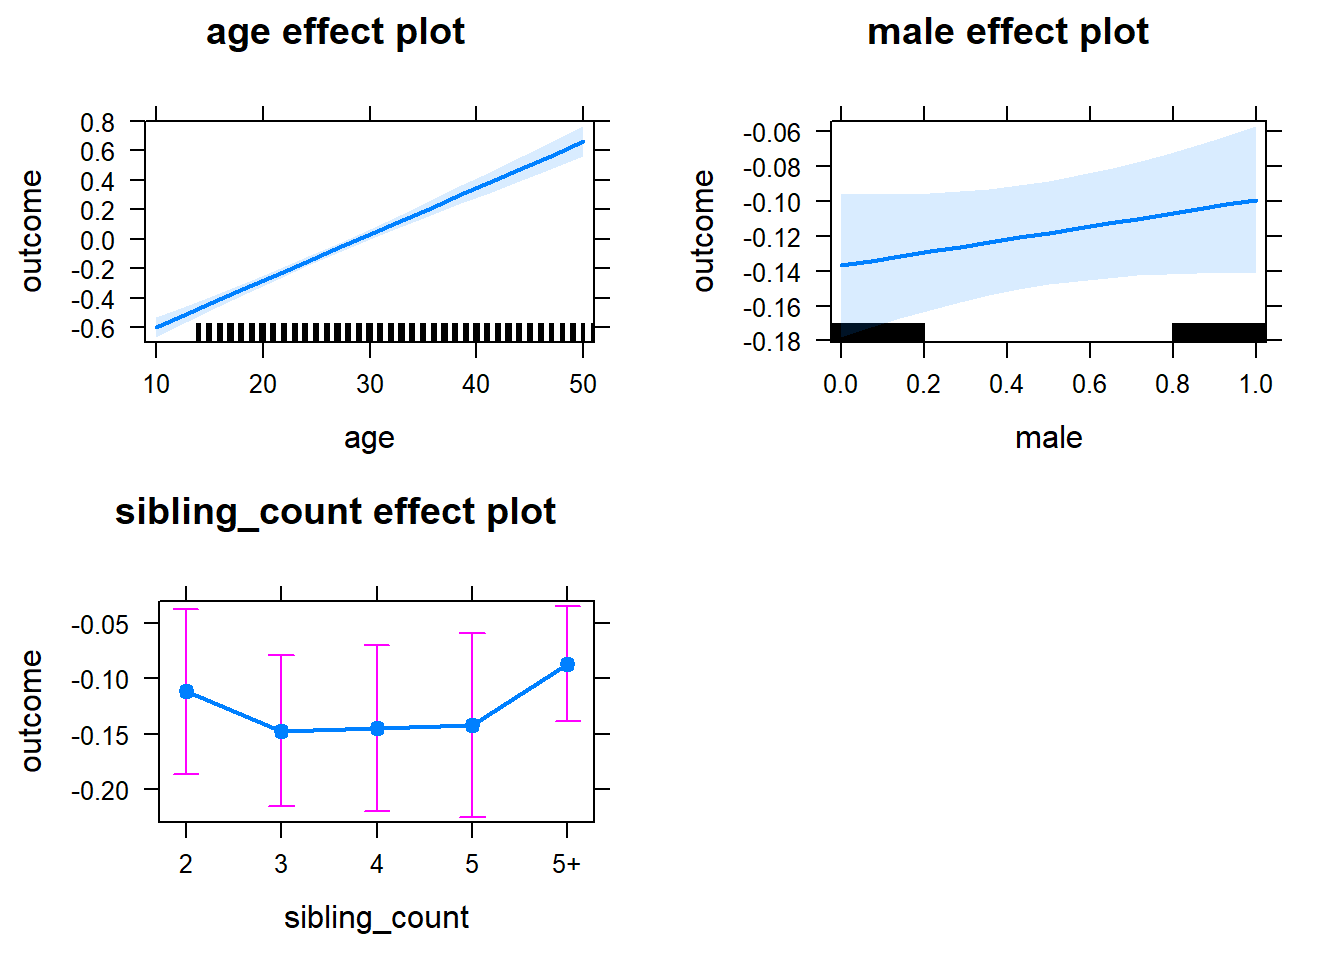 age effect plot
outcome
0.8
0.6
0.4
0.2
0.0
-0.2
-0.4
-0.6
10 20 30 40 50
age
male effect plot
outcome
-0.06
-0.08
-0.10
-0.12
-0.14
-0.16
-0.18
0.0 0.2 0.4 0.6 0.8 1.0
male
sibling_count effect plot
outcome
-0.05
-0.10
-0.15
-0.20
2 3 4 5 5+
sibling_count